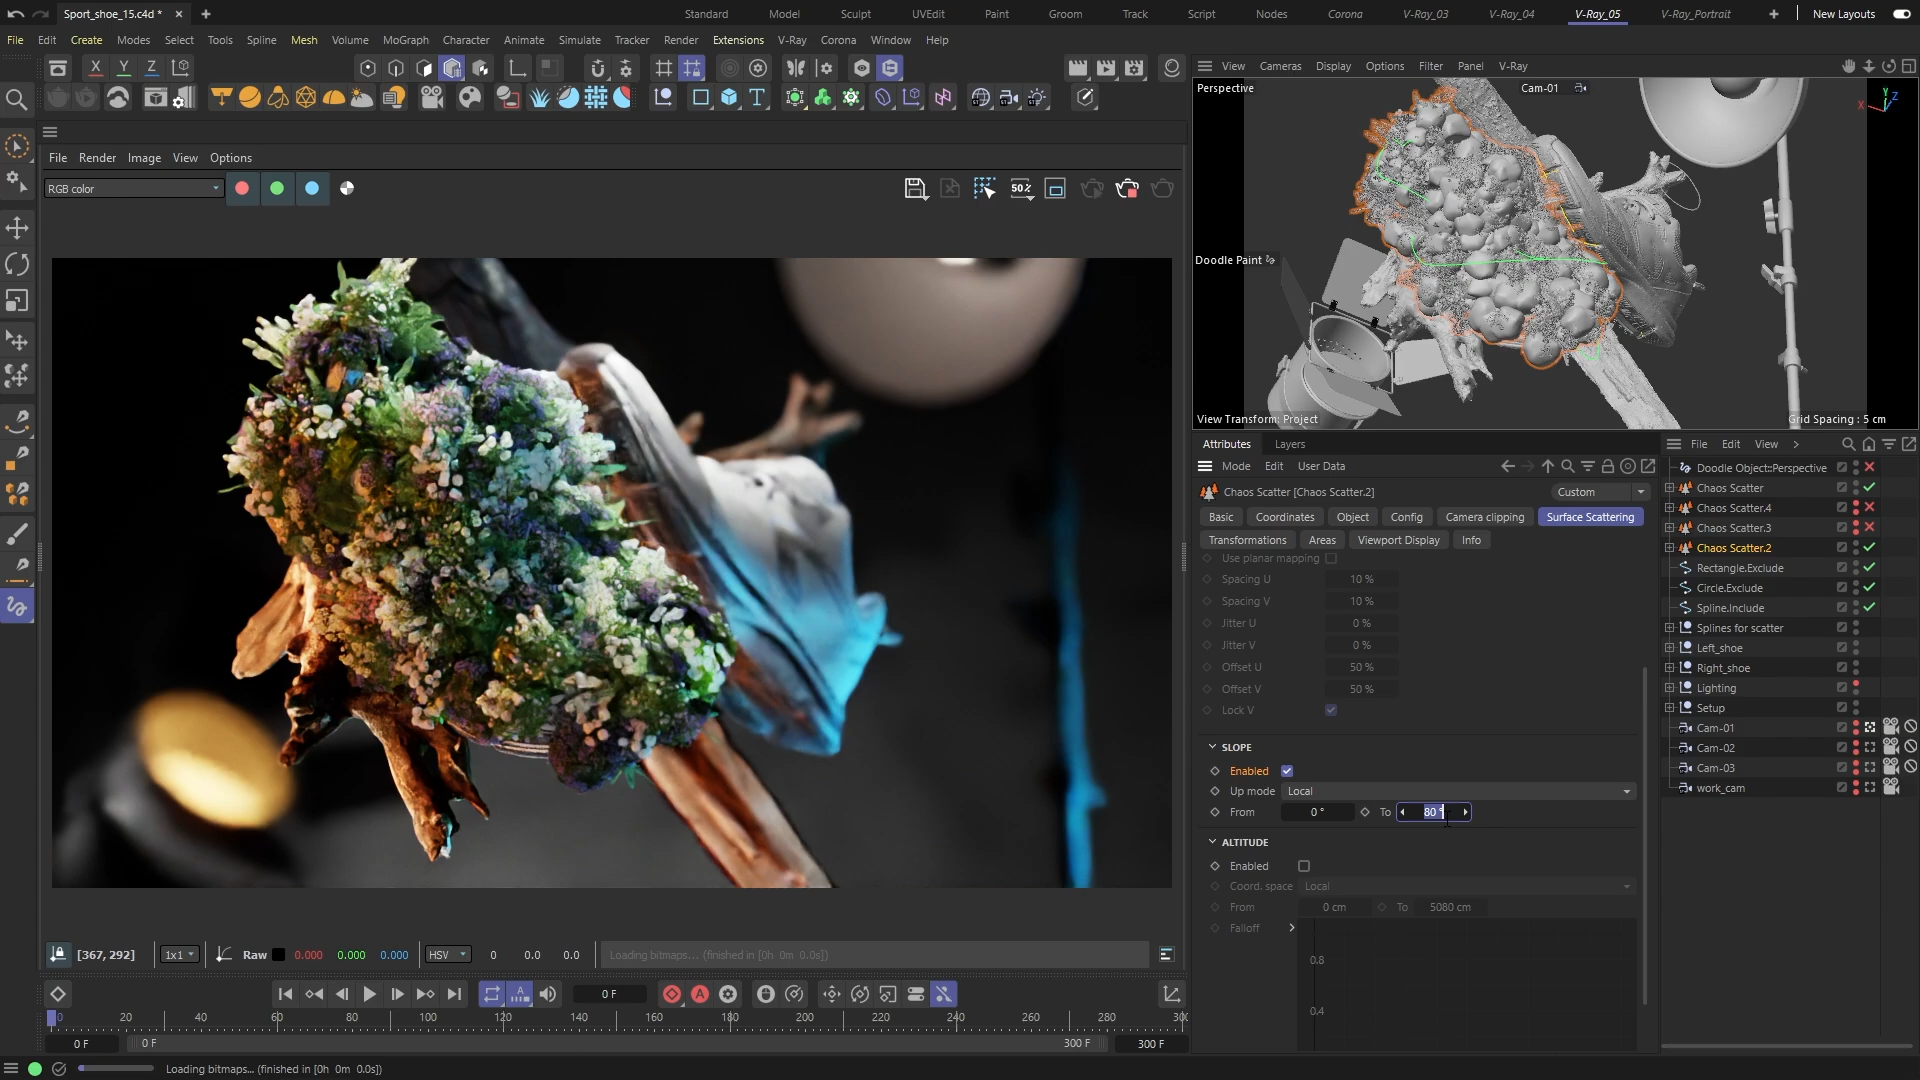 Sport_shoe_15.c4d *
Standard Model Sculpt UVEdit Paint Groom Track Script Nodes Corona V-Ray_03 V-Ray_04 V-Ray_05 V-Ray_Portrait New Layouts
File Edit Create Modes Select Tools Spline Mesh Volume MoGraph Character Animate Simulate Tracker Render Extensions V-Ray Corona Window Help
X Y Z
View Cameras Display Options Filter Panel V-Ray
Perspective Cam-01
File Render Image View Options
RGB color
50%
Doodle Paint
View Transform: Project Grid Spacing : 5 cm
Attributes Layers
Mode Edit User Data
Chaos Scatter [Chaos Scatter.2] Custom
Basic Coordinates Object Config Camera clipping Surface Scattering
Transformations Areas Viewport Display Info
Use planar mapping
Spacing U 10 %
Spacing V 10 %
Jitter U 0 %
Jitter V 0 %
Offset U 50 %
Offset V 50 %
Lock V
SLOPE
Enabled
Up mode Local
From 0 ° To 80 °
ALTITUDE
Enabled
Coord. space Local
From 0 cm To 5080 cm
Falloff
0.8
0.4
File Edit View
Doodle Object::Perspective
Chaos Scatter
Chaos Scatter.4
Chaos Scatter.3
Chaos Scatter.2
Rectangle.Exclude
Circle.Exclude
Spline.Include
Splines for scatter
Left_shoe
Right_shoe
Lighting
Setup
Cam-01
Cam-02
Cam-03
work_cam
[367, 292] 1x1 Raw 0.000 0.000 0.000 HSV 0 0.0 0.0 Loading bitmaps... (finished in [0h 0m 0.0s])
0 F
0 20 40 60 80 100 120 140 160 180 200 220 240 260 280 300
0 F 0 F 300 F 300 F
Loading bitmaps... (finished in [0h 0m 0.0s])